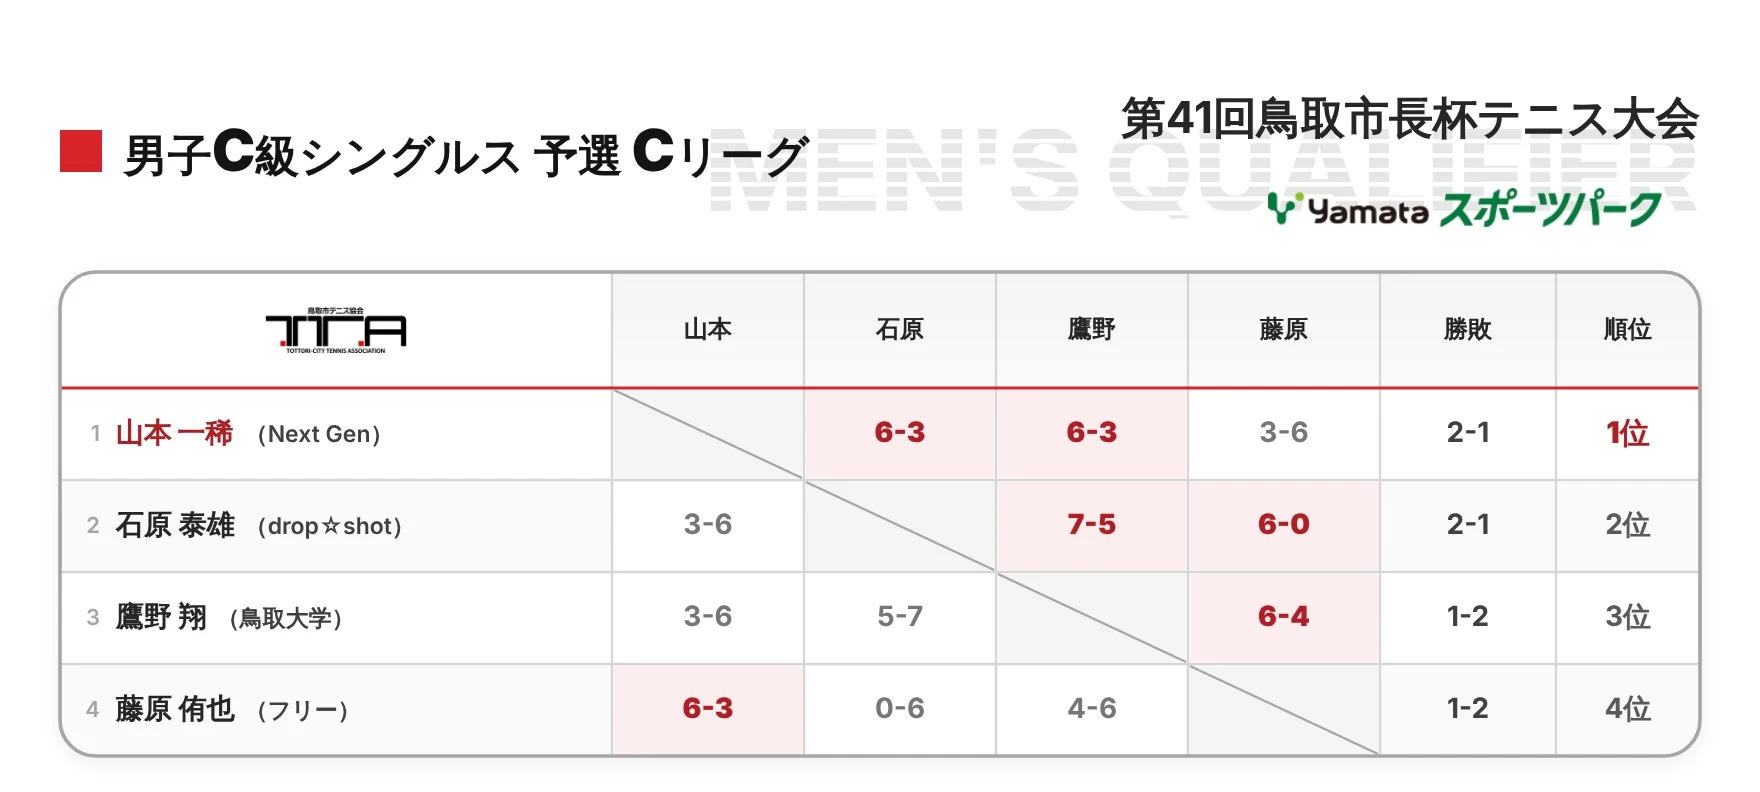 第41回鳥取市長杯テニス大会
■ 男子C級シングルス 予選 Cリーグ
MEN'S QUALIFIER
Yamata スポーツパーク
鳥取市テニス協会
TTA
TOTTORI-CITY TENNIS ASSOCIATION
山本 石原 鷹野 藤原 勝敗 順位
1 山本 一稀 （Next Gen） 6-3 6-3 3-6 2-1 1位
2 石原 泰雄 （drop☆shot） 3-6 7-5 6-0 2-1 2位
3 鷹野 翔 （鳥取大学） 3-6 5-7 6-4 1-2 3位
4 藤原 侑也 （フリー） 6-3 0-6 4-6 1-2 4位